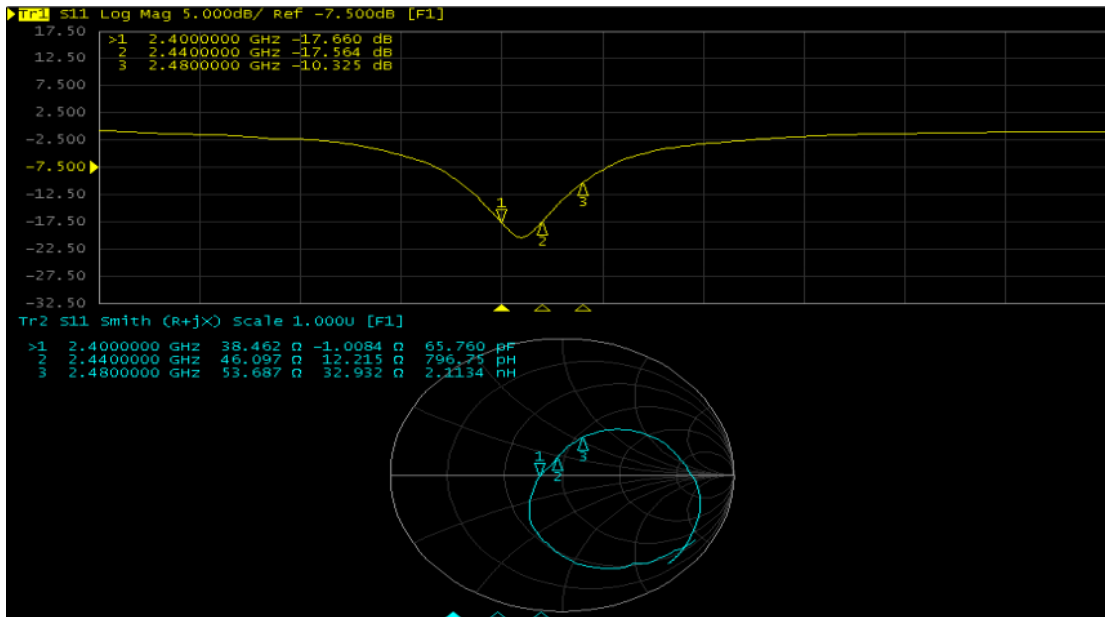 Tr1 S11 Log Mag 5.000dB/ Ref -7.500dB [F1]
17.50
>1 2.4000000 GHz -17.660 dB
2 2.4400000 GHz -17.564 dB
3 2.4800000 GHz -10.325 dB
12.50
7.500
2.500
-2.500
-7.500
-12.50
-17.50
-22.50
-27.50
-32.50
1
2
3
Tr2 S11 Smith (R+jX) Scale 1.000U [F1]
>1 2.4000000 GHz 38.462 Ω -1.0084 Ω 65.760 pF
2 2.4400000 GHz 46.097 Ω 12.215 Ω 796.75 pH
3 2.4800000 GHz 53.687 Ω 32.932 Ω 2.1134 nH
1
2
3